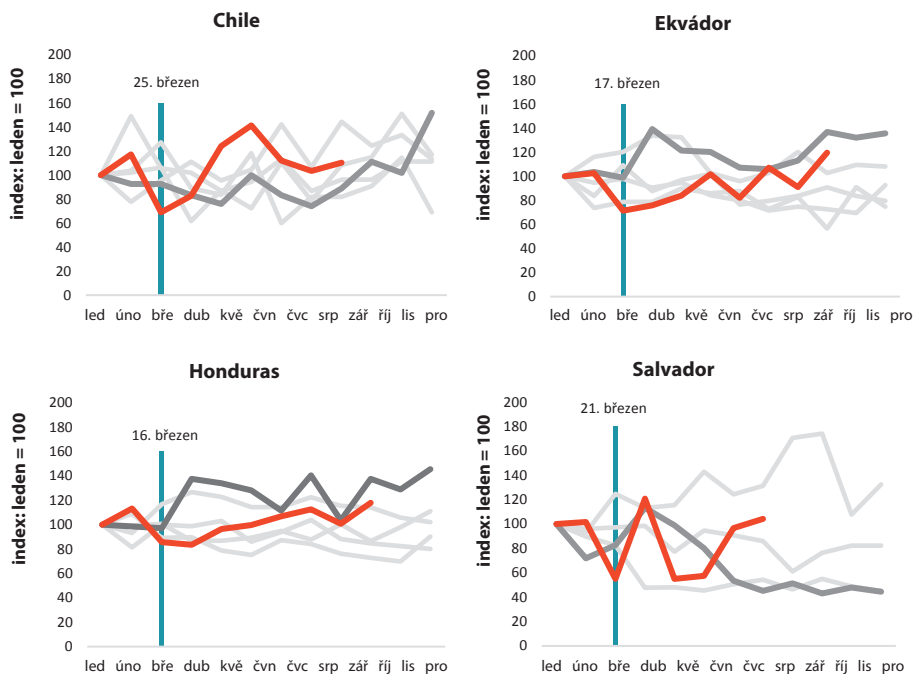 Chile
index: leden = 100
200
180
160
140
120
100
80
60
40
20
0
25. březen
led úno bře dub kvě čvn čvc srp zář říj lis pro
Ekvádor
index: leden = 100
200
180
160
140
120
100
80
60
40
20
0
17. březen
led úno bře dub kvě čvn čvc srp zář říj lis pro
Honduras
index: leden = 100
200
180
160
140
120
100
80
60
40
20
0
16. březen
led úno bře dub kvě čvn čvc srp zář říj lis pro
Salvador
index: leden = 100
200
180
160
140
120
100
80
60
40
20
0
21. březen
led úno bře dub kvě čvn čvc srp zář říj lis pro